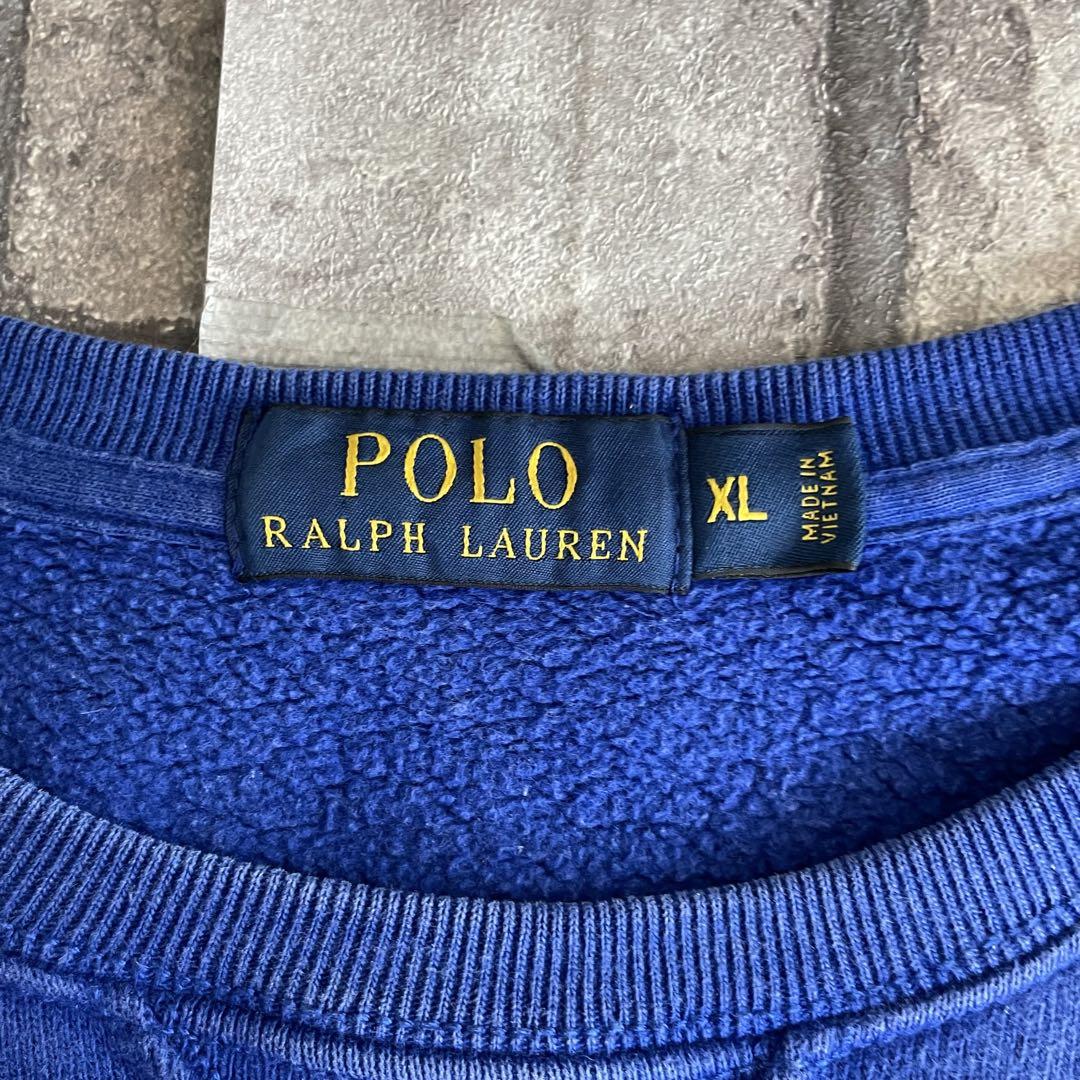 POLO
RALPH LAUREN
XL
MADE IN
VIETNAM